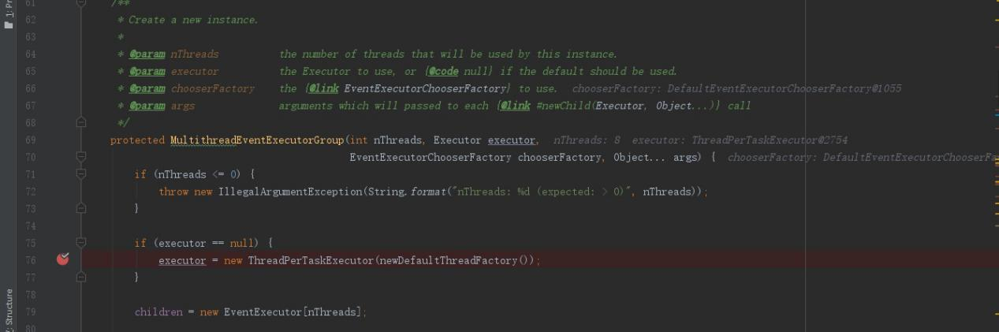 1: Pr
61 /**
62 * Create a new instance.
63 *
64 * @param nThreads the number of threads that will be used by this instance.
65 * @param executor the Executor to use, or {@code null} if the default should be used.
66 * @param chooserFactory the {@link EventExecutorChooserFactory} to use. chooserFactory: DefaultEventExecutorChooserFactory@1055
67 * @param args arguments which will passed to each {@link #newChild(Executor, Object...)} call
68 */
69 protected MultithreadEventExecutorGroup(int nThreads, Executor executor, nThreads: 8 executor: ThreadPerTaskExecutor@2754
70 EventExecutorChooserFactory chooserFactory, Object... args) { chooserFactory: DefaultEventExecutorChooserFa
71 if (nThreads <= 0) {
72 throw new IllegalArgumentException(String.format("nThreads: %d (expected: > 0)", nThreads));
73 }
74
75 if (executor == null) {
76 executor = new ThreadPerTaskExecutor(newDefaultThreadFactory());
77 }
78
79 children = new EventExecutor[nThreads];
80
: Structure